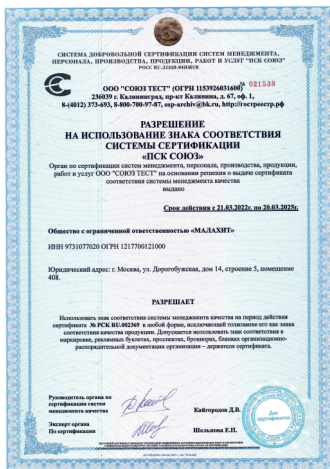 СИСТЕМА ДОБРОВОЛЬНОЙ СЕРТИФИКАЦИИ СИСТЕМ МЕНЕДЖМЕНТА,
ПЕРСОНАЛА, ПРОИЗВОДСТВА, ПРОДУКЦИИ, РАБОТ И УСЛУГ "ПСК СОЮЗ"
№ 021538
ООО "СОЮЗ ТЕСТ" (ОГРН 1153926031600)
236039 г. Калининград, пр-кт Калинина, д. 67, оф. 1,
8-(4012) 373-693, 8-800-700-97-87, osp-archiv@bk.ru, http://гостреестр.рф
РАЗРЕШЕНИЕ
НА ИСПОЛЬЗОВАНИЕ ЗНАКА СООТВЕТСТВИЯ
СИСТЕМЫ СЕРТИФИКАЦИИ
«ПСК СОЮЗ»
Орган по сертификации систем менеджмента, персонала, производства, продукции,
работ и услуг ООО "СОЮЗ ТЕСТ" на основании решения о выдаче сертификата
соответствия системы менеджмента качества
выдано
Срок действия с 21.03.2022г. по 20.03.2025г.
Общество с ограниченной ответственностью «МАЛАХИТ»
ИНН 9731077020 ОГРН 1217700121000
Юридический адрес: г. Москва, ул. Дорогобужская, дом 14, строение 5, помещение
408.
РАЗРЕШАЕТ
Использовать знак соответствия системы менеджмента качества на период действия
сертификата № РСК RU.002369 в любой форме, исключающей толкование его как знака
соответствия качества продукции. Допускается использовать знак соответствия в
маркировке, рекламных буклетах, проспектах, брошюрах, бланках организационно-
распорядительной документации организации – держателя сертификата.
Руководитель органа по
сертификации систем
менеджмента качества
Кайгородов Д.В.
Эксперт органа
По сертификации
Шельпова Е.П.
Для
сертификатов